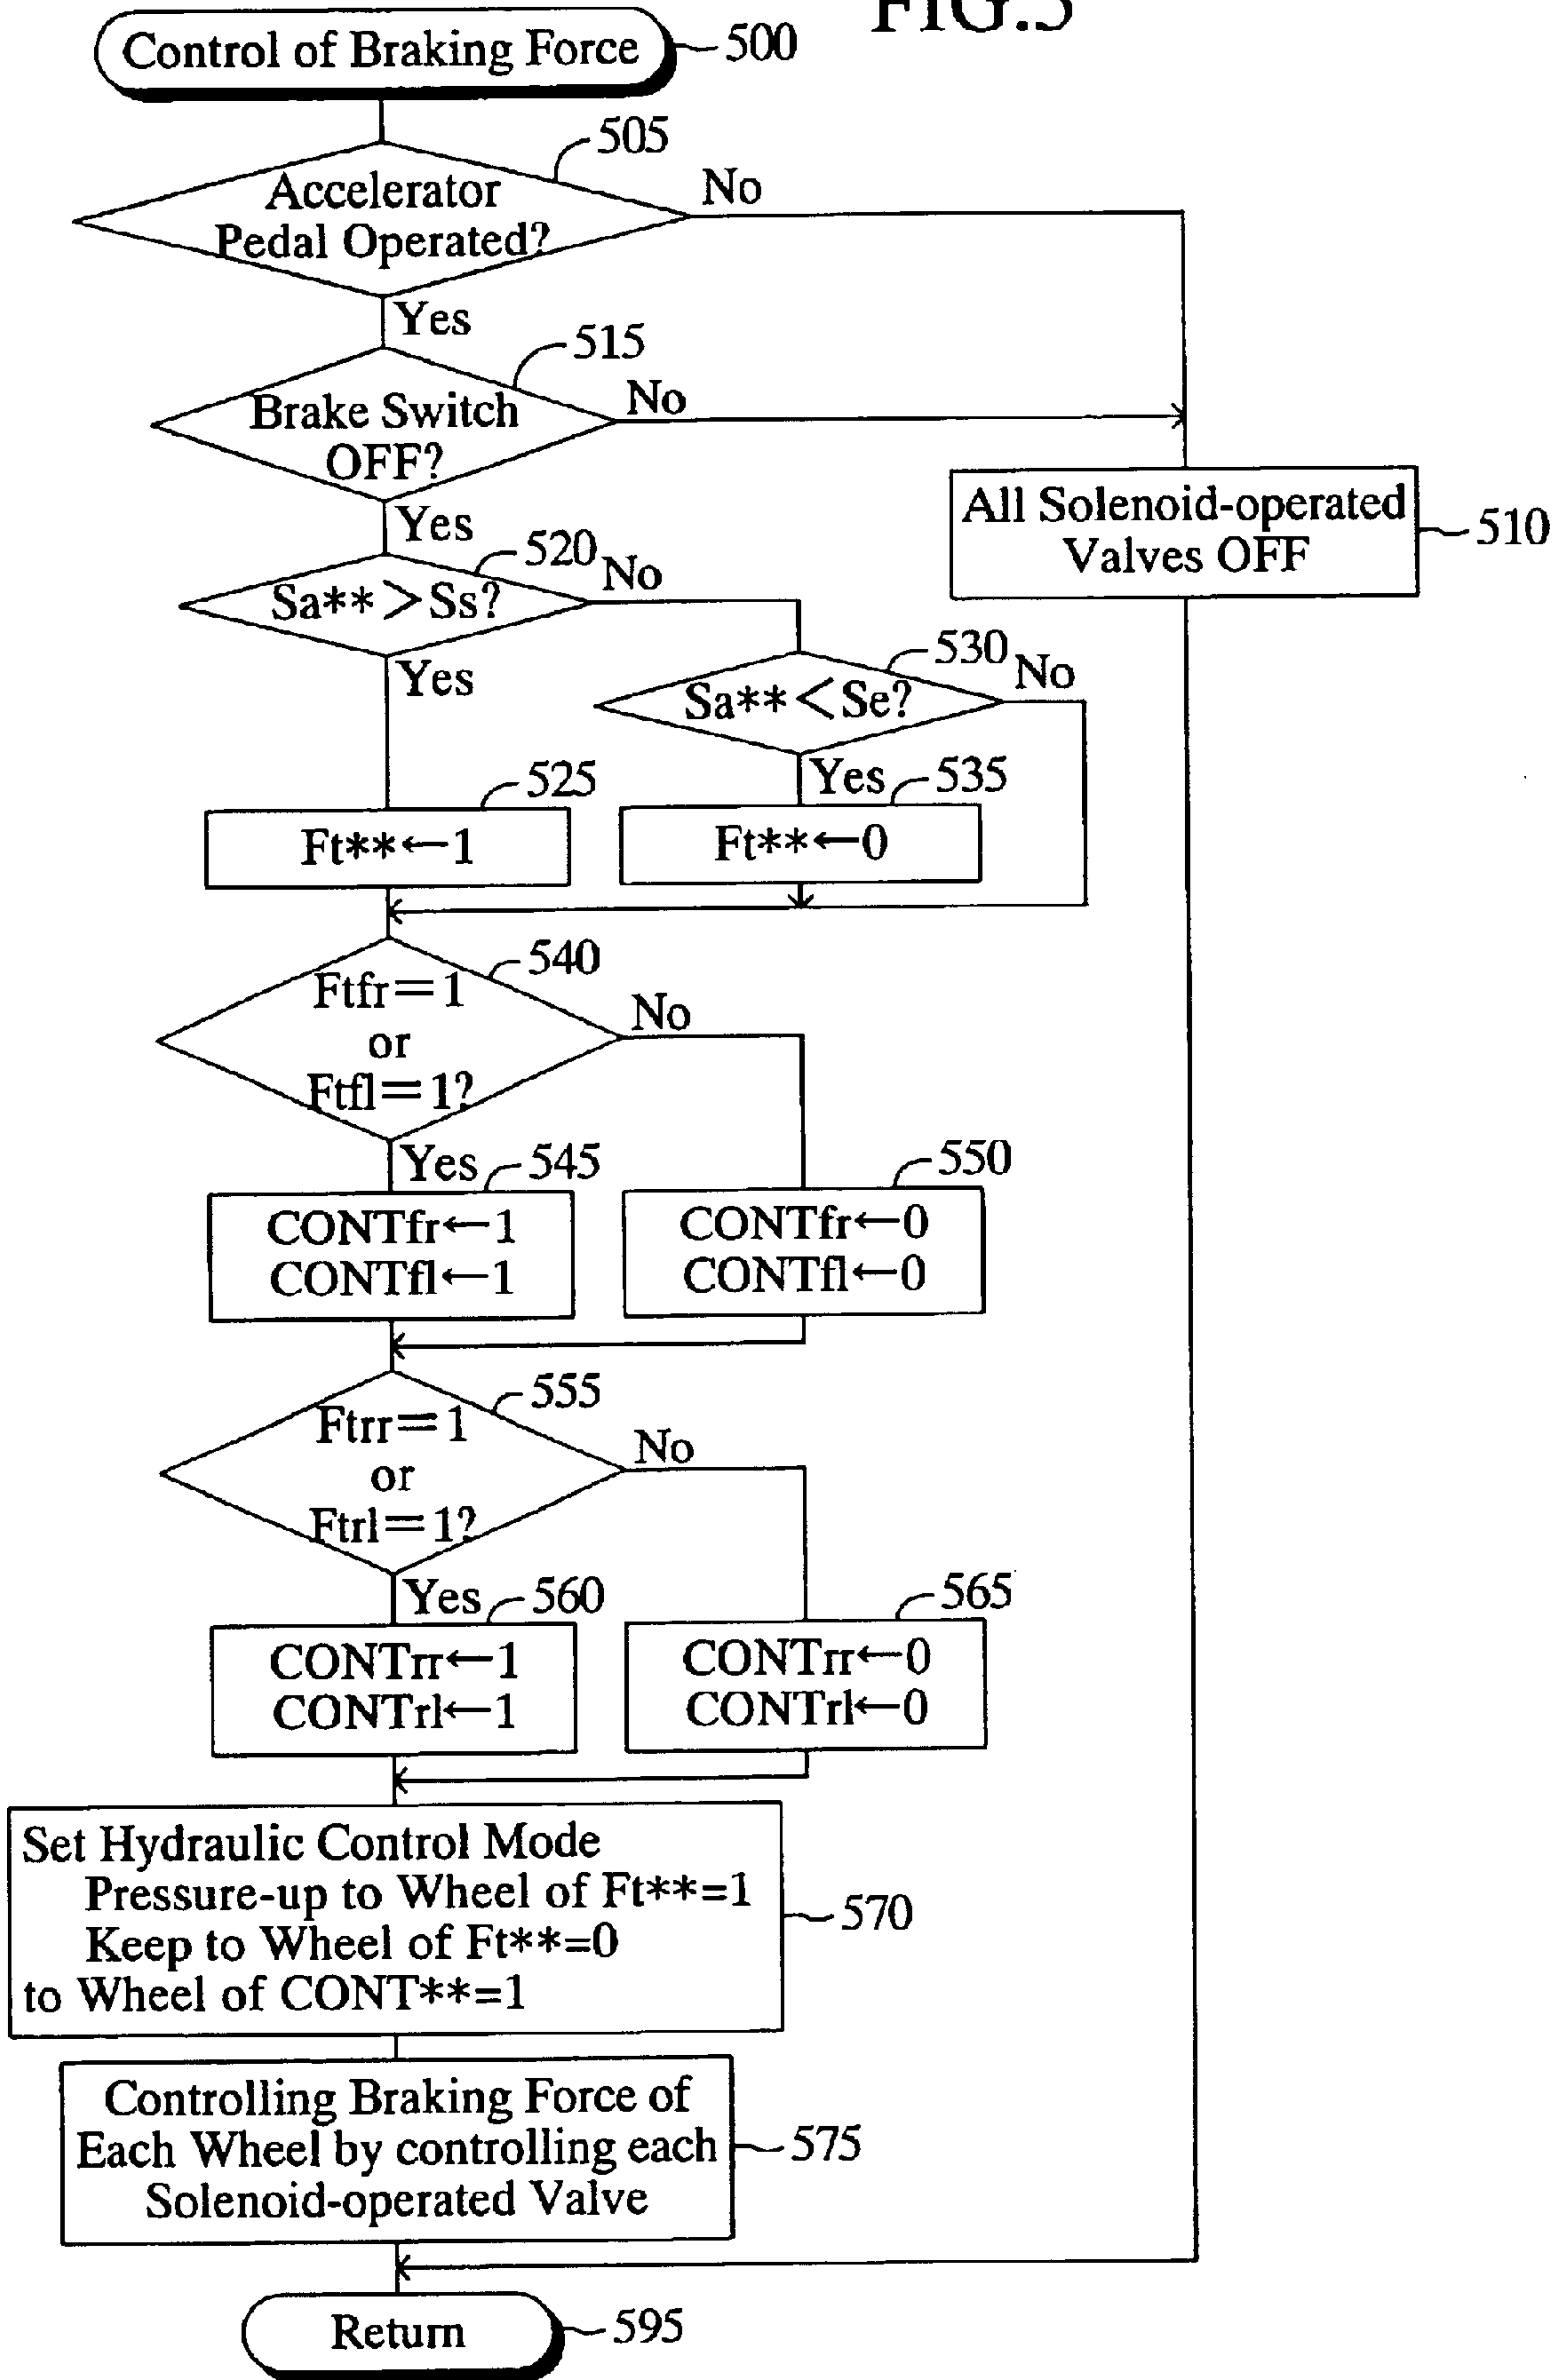 FIG.5
Control of Braking Force
500
505
Accelerator
Pedal Operated?
No
Yes
515
Brake Switch
OFF?
No
Yes
All Solenoid-operated
Valves OFF
510
520
Sa**>Ss?
No
Yes
530
Sa**<Se?
No
Yes
525
Ft**←1
535
Ft**←0
540
Ftfr=1
or
Ftfl=1?
No
Yes
545
CONTfr←1
CONTfl←1
550
CONTfr←0
CONTfl←0
555
Ftrr=1
or
Ftrl=1?
No
Yes
560
CONTrr←1
CONTrl←1
565
CONTrr←0
CONTrl←0
Set Hydraulic Control Mode
Pressure-up to Wheel of Ft**=1
Keep to Wheel of Ft**=0
to Wheel of CONT**=1
570
Controlling Braking Force of
Each Wheel by controlling each
Solenoid-operated Valve
575
Return
595